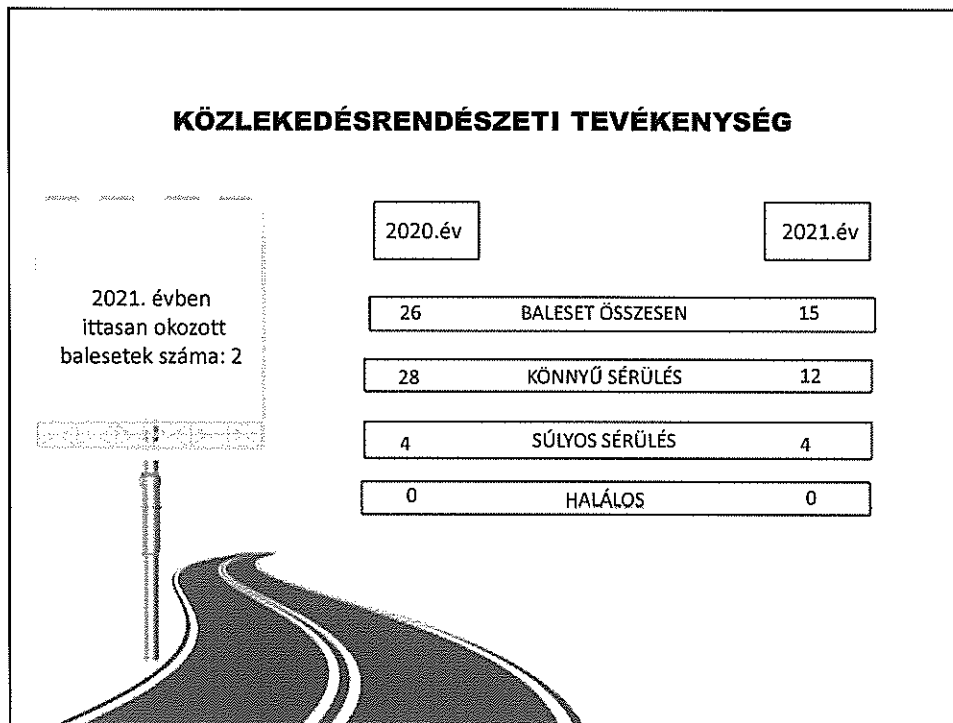 KÖZLEKEDÉSRENDÉSZETI TEVÉKENYSÉG
2021. évben
ittasan okozott
balesetek száma: 2
2020.év 2021.év
26 BALESET ÖSSZESEN 15
28 KÖNNYŰ SÉRÜLÉS 12
4 SÚLYOS SÉRÜLÉS 4
0 HALÁLOS 0